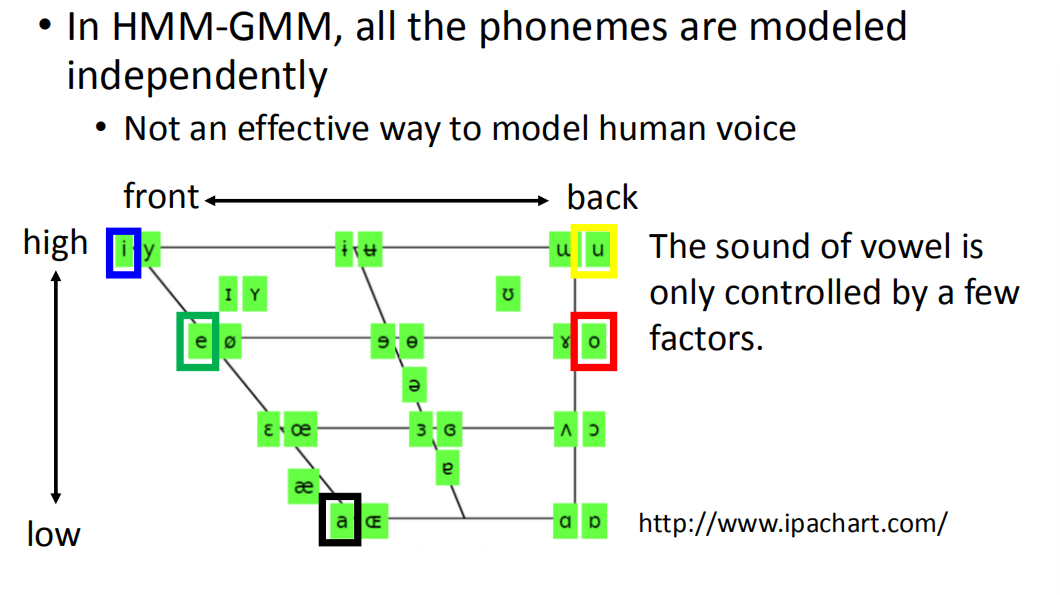 • In HMM-GMM, all the phonemes are modeled
independently
• Not an effective way to model human voice
front back
high i y ɨ ʉ ɯ u The sound of vowel is
ɪ ʏ ʊ only controlled by a few
e ø ɘ ɵ ɤ o factors.
ə
ɛ œ ɜ ɞ ʌ ɔ
æ ɐ
a ɶ ɑ ɒ http://www.ipachart.com/
low